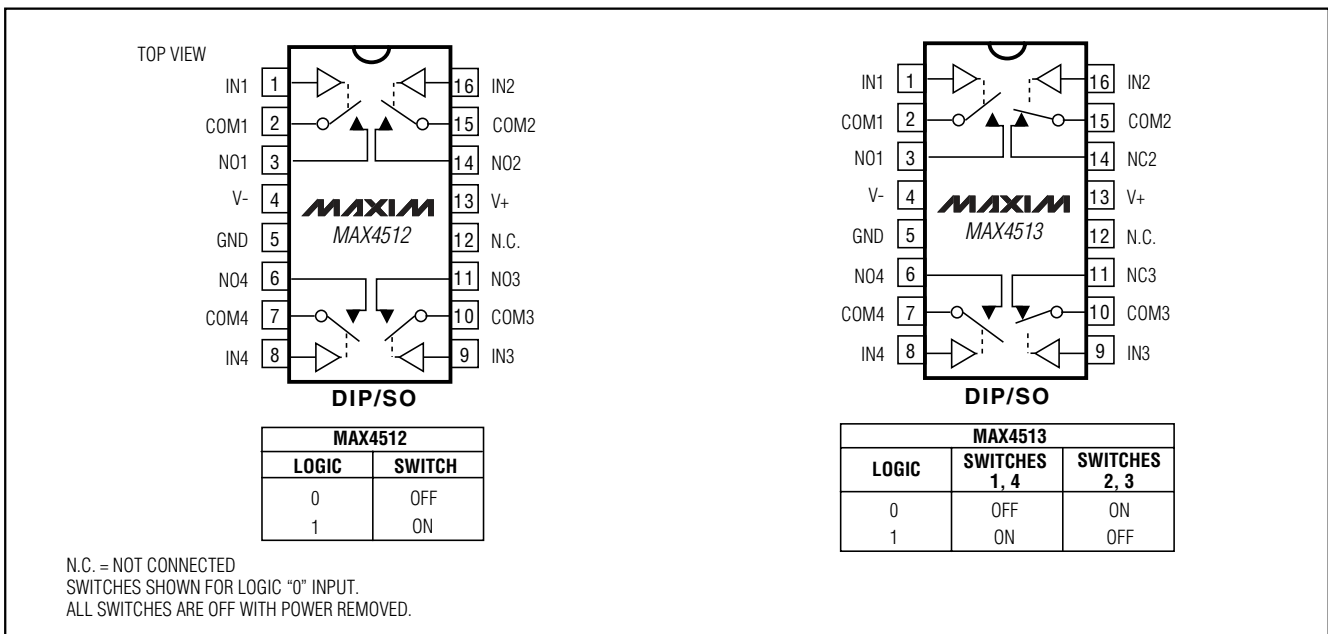 TOP VIEW
IN1 1 16 IN2
COM1 2 15 COM2
NO1 3 14 NO2
V- 4 13 V+
MAXIM
GND 5 MAX4512 12 N.C.
NO4 6 11 NO3
COM4 7 10 COM3
IN4 8 9 IN3
DIP/SO
MAX4512
LOGIC SWITCH
0 OFF
1 ON
IN1 1 16 IN2
COM1 2 15 COM2
NO1 3 14 NC2
V- 4 13 V+
MAXIM
GND 5 MAX4513 12 N.C.
NO4 6 11 NC3
COM4 7 10 COM3
IN4 8 9 IN3
DIP/SO
MAX4513
LOGIC SWITCHES 1, 4 SWITCHES 2, 3
0 OFF ON
1 ON OFF
N.C. = NOT CONNECTED
SWITCHES SHOWN FOR LOGIC “0” INPUT.
ALL SWITCHES ARE OFF WITH POWER REMOVED.